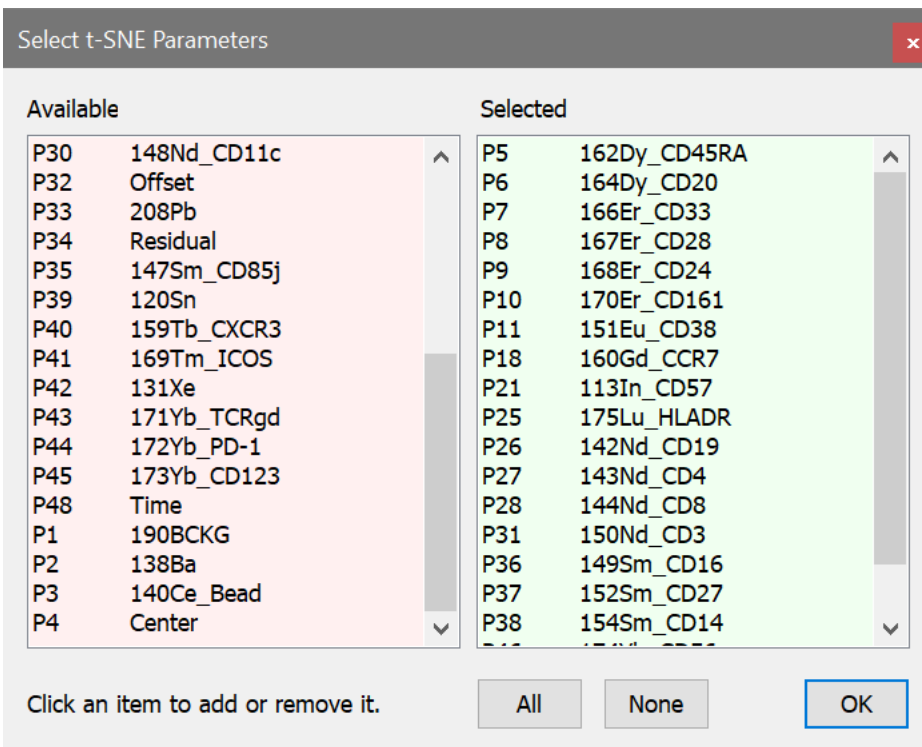 Select t-SNE Parameters
x
Available
P30 148Nd_CD11c
P32 Offset
P33 208Pb
P34 Residual
P35 147Sm_CD85j
P39 120Sn
P40 159Tb_CXCR3
P41 169Tm_ICOS
P42 131Xe
P43 171Yb_TCRgd
P44 172Yb_PD-1
P45 173Yb_CD123
P48 Time
P1 190BCKG
P2 138Ba
P3 140Ce_Bead
P4 Center
Selected
P5 162Dy_CD45RA
P6 164Dy_CD20
P7 166Er_CD33
P8 167Er_CD28
P9 168Er_CD24
P10 170Er_CD161
P11 151Eu_CD38
P18 160Gd_CCR7
P21 113In_CD57
P25 175Lu_HLADR
P26 142Nd_CD19
P27 143Nd_CD4
P28 144Nd_CD8
P31 150Nd_CD3
P36 149Sm_CD16
P37 152Sm_CD27
P38 154Sm_CD14
Click an item to add or remove it.
All
None
OK